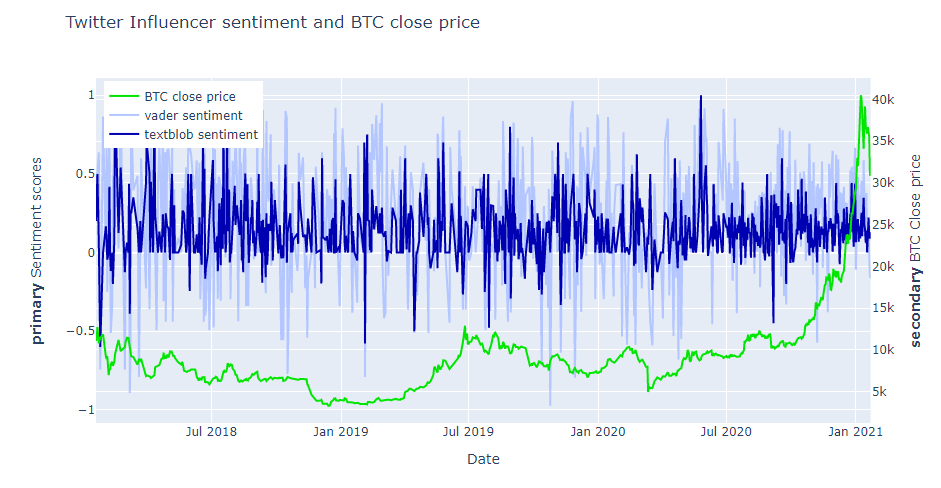 Twitter Influencer sentiment and BTC close price
BTC close price
vader sentiment
textblob sentiment
1
0.5
0
−0.5
−1
primary Sentiment scores
40k
35k
30k
25k
20k
15k
10k
5k
secondary BTC Close price
Jul 2018
Jan 2019
Jul 2019
Jan 2020
Jul 2020
Jan 2021
Date